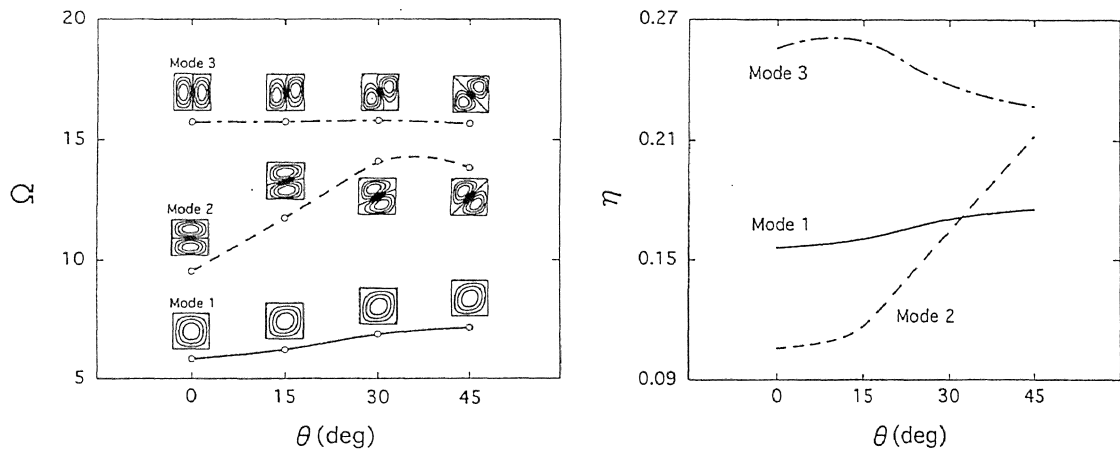 20
15
10
5
Ω
Mode 3
Mode 2
Mode 1
0 15 30 45
θ (deg)
0.27
0.21
0.15
0.09
η
Mode 3
Mode 1
Mode 2
0 15 30 45
θ (deg)